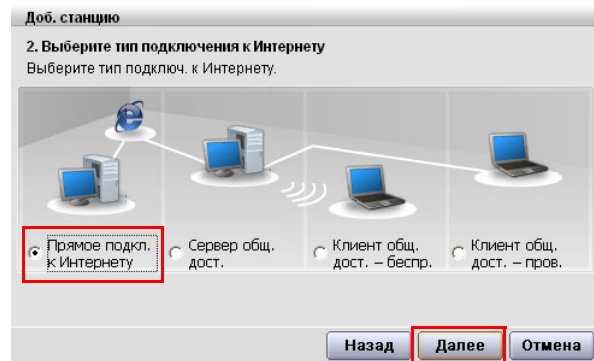 Доб. станцию
2. Выберите тип подключения к Интернету
Выберите тип подключ. к Интернету.
Прямое подкл.
к Интернету
Сервер общ.
дост.
Клиент общ.
дост. – беспр.
Клиент общ.
дост. – пров.
Назад Далее Отмена